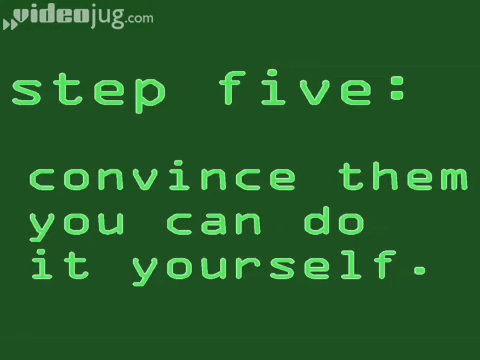 videojug.com
step five:
convince them
you can do
it yourself.